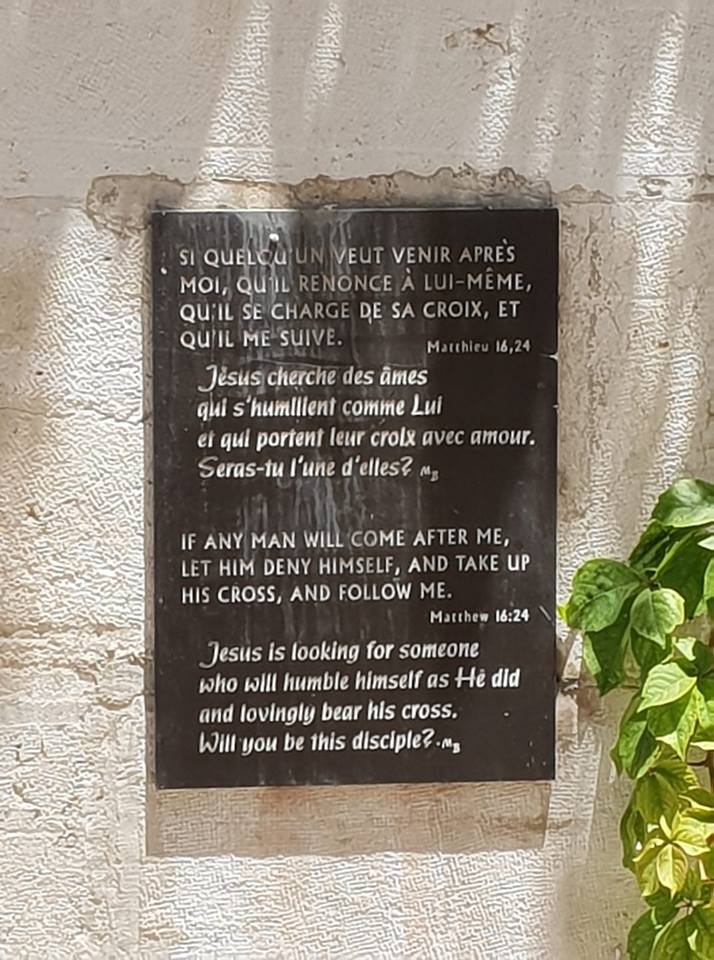 SI QUELQU'UN VEUT VENIR APRÈS
MOI, QU'IL RENONCE À LUI-MÊME,
QU'IL SE CHARGE DE SA CROIX, ET
QU'IL ME SUIVE.
Matthieu 16,24
Jésus cherche des âmes
qui s'humilient comme Lui
et qui portent leur croix avec amour.
Seras-tu l'une d'elles? MB
IF ANY MAN WILL COME AFTER ME,
LET HIM DENY HIMSELF, AND TAKE UP
HIS CROSS, AND FOLLOW ME.
Matthew 16:24
Jesus is looking for someone
who will humble himself as He did
and lovingly bear his cross.
Will you be this disciple? MB